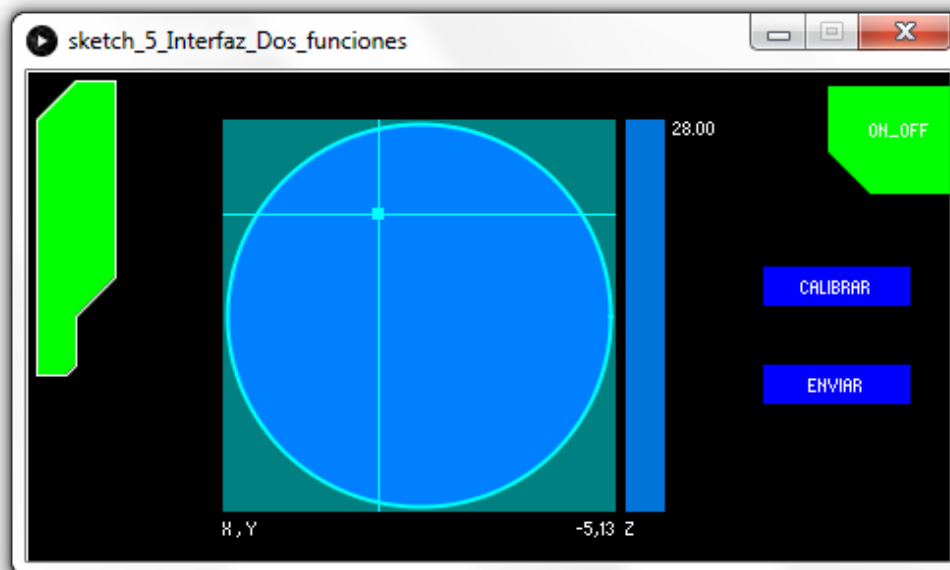 sketch_5_Interfaz_Dos_funciones
28.00
ON_OFF
CALIBRAR
ENVIAR
X,Y -5,13 Z